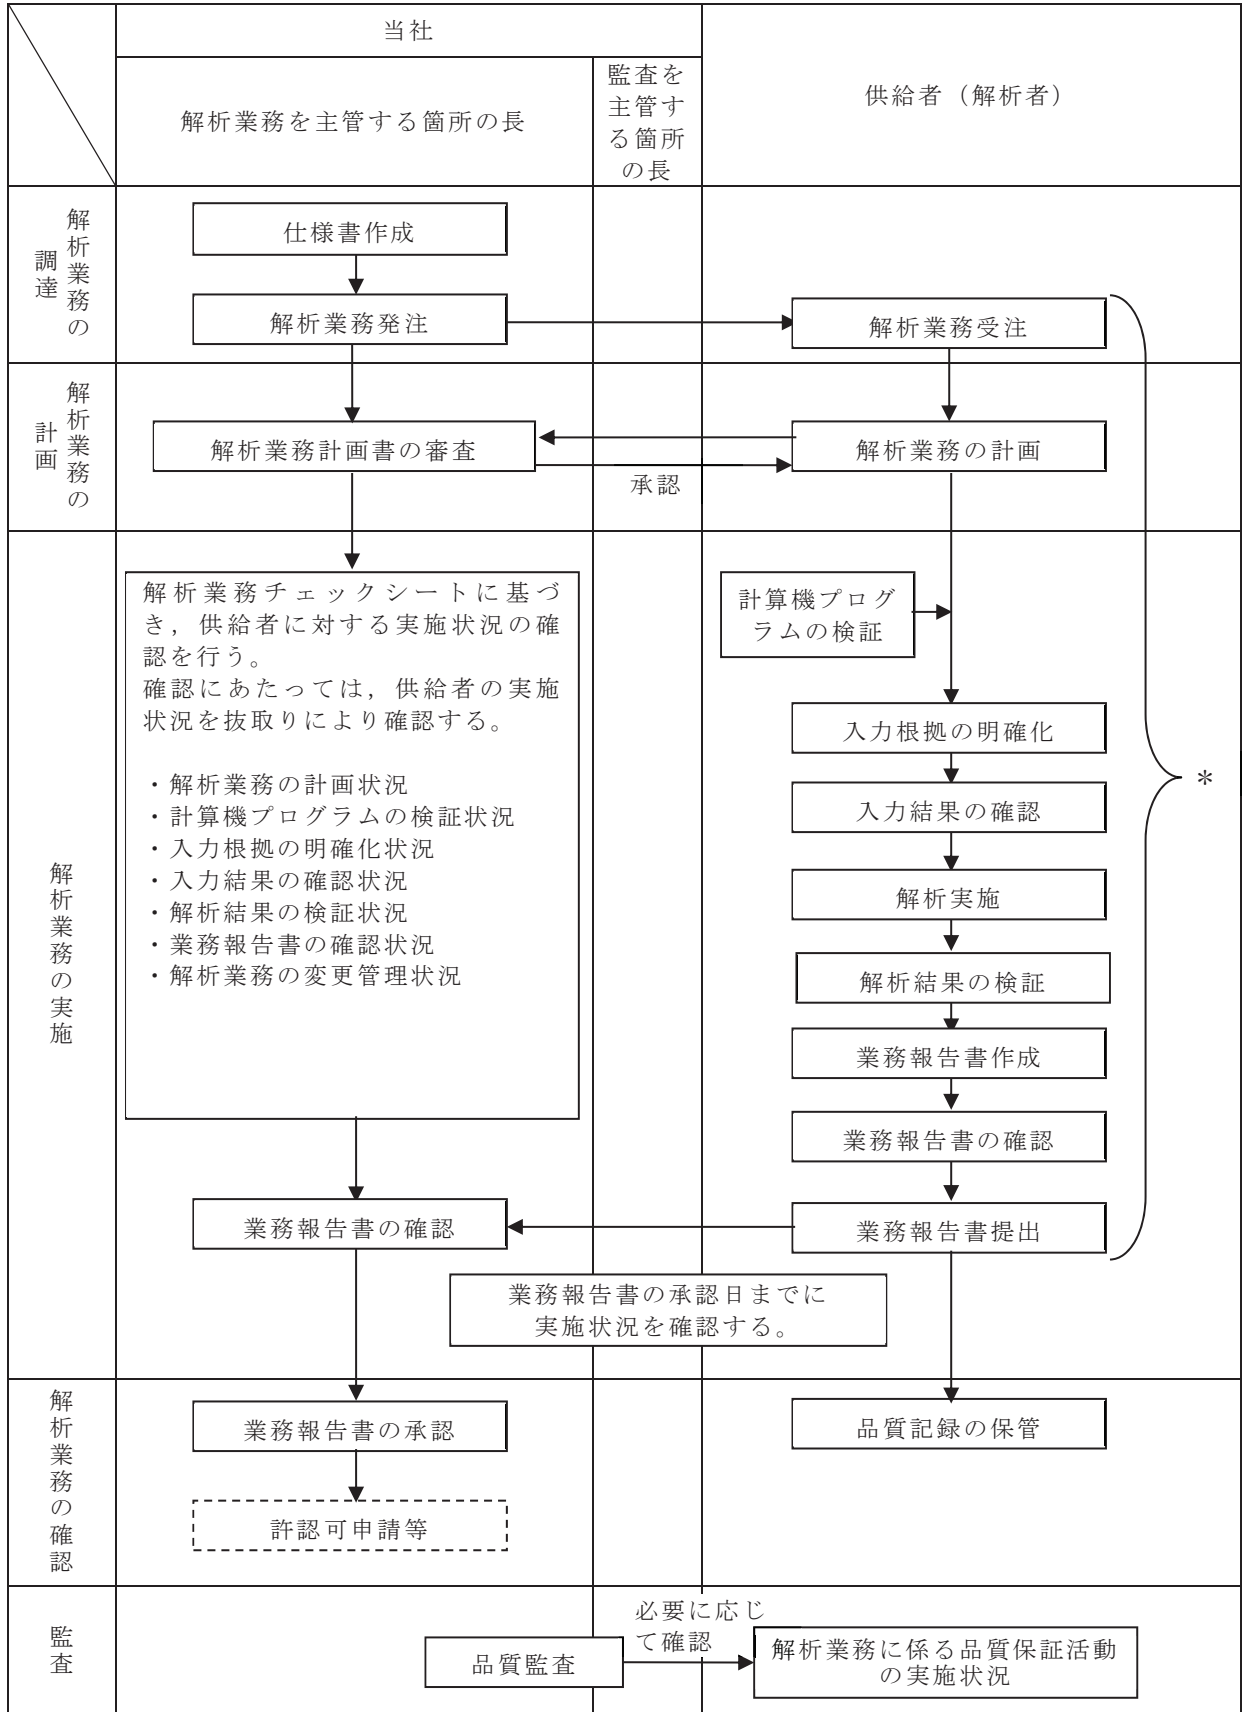 当社
解析業務を主管する箇所の長
監査を
主管す
る箇所
の長
供給者（解析者）
解析業務の
調達
仕様書作成
解析業務発注
解析業務受注
解析業務の
計画
解析業務計画書の審査
解析業務の計画
承認
解析業務の実施
解析業務チェックシートに基づ
き，供給者に対する実施状況の確
認を行う。
確認にあたっては，供給者の実施
状況を抜取りにより確認する。
・解析業務の計画状況
・計算機プログラムの検証状況
・入力根拠の明確化状況
・入力結果の確認状況
・解析結果の検証状況
・業務報告書の確認状況
・解析業務の変更管理状況
計算機プログ
ラムの検証
入力根拠の明確化
入力結果の確認
解析実施
解析結果の検証
業務報告書作成
業務報告書の確認
業務報告書提出
＊
業務報告書の確認
業務報告書の承認日までに
実施状況を確認する。
解析業務の確認
業務報告書の承認
品質記録の保管
許認可申請等
監査
品質監査
必要に応じ
て確認
解析業務に係る品質保証活動
の実施状況